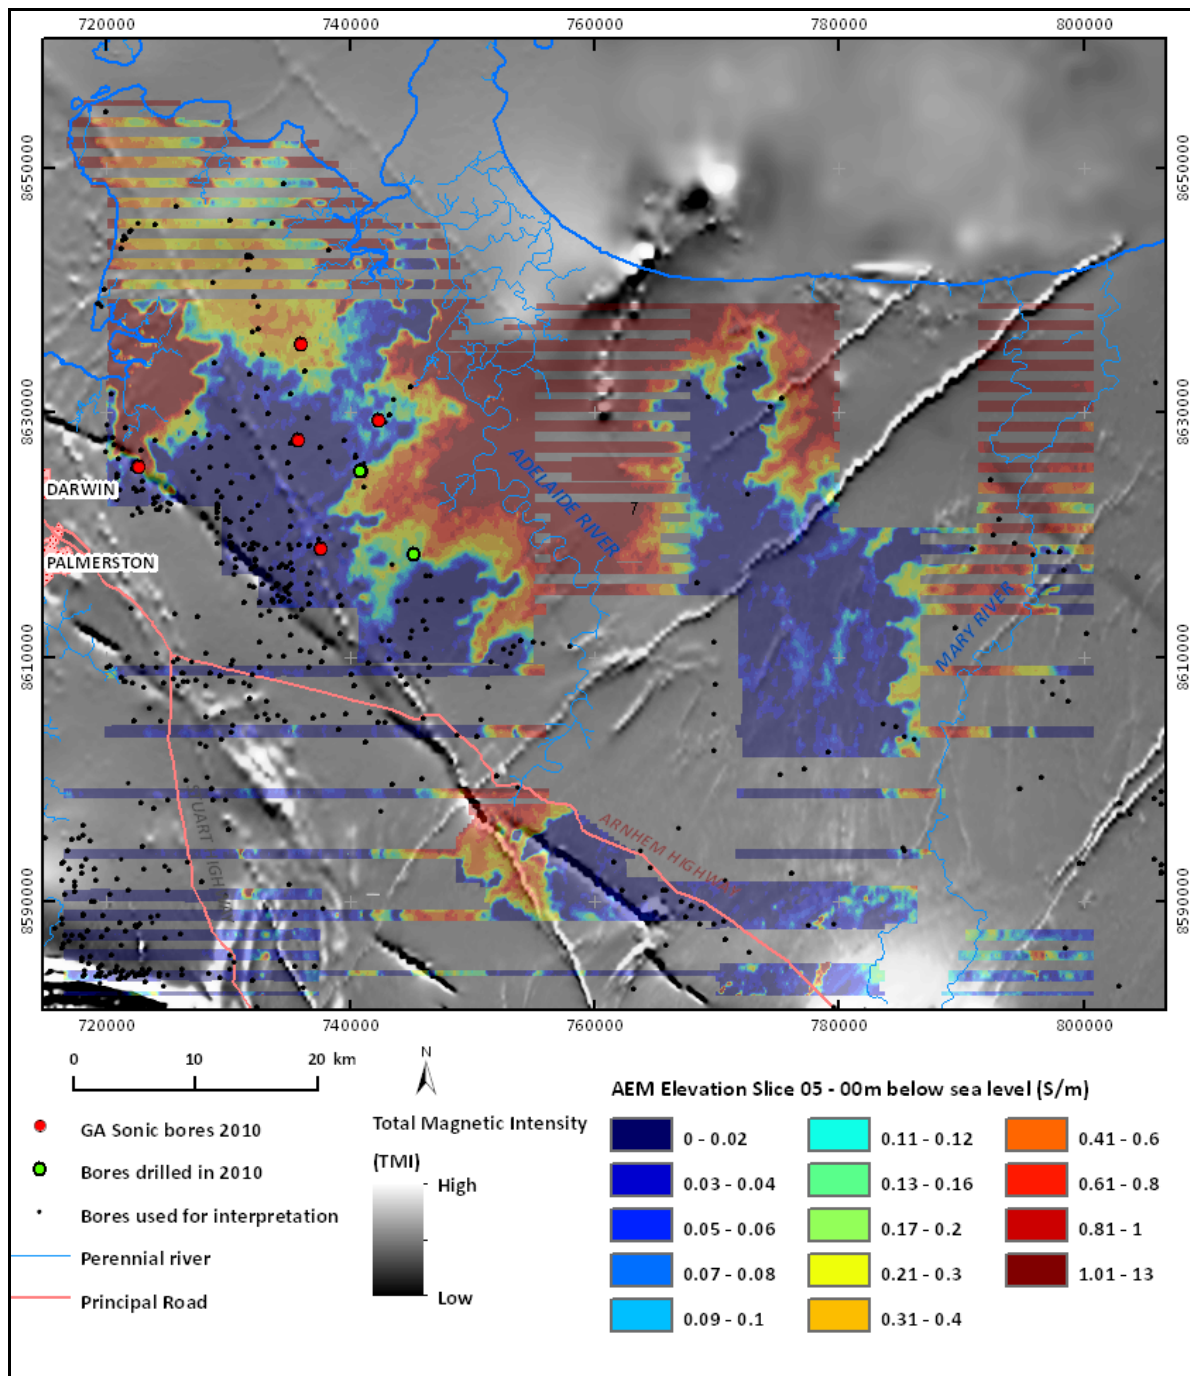 720000 740000 760000 780000 800000
8650000 8650000
8630000 8630000
8610000 8610000
8590000 8590000
DARWIN
PALMERSTON
ADELAIDE RIVER
7
MARY RIVER
ARNHEM HIGHWAY
720000 740000 760000 780000 800000
0 10 20 km
N
GA Sonic bores 2010
Bores drilled in 2010
Bores used for interpretation
Perennial river
Principal Road
Total Magnetic Intensity
(TMI)
High
Low
AEM Elevation Slice 05 - 00m below sea level (S/m)
0 - 0.02
0.03 - 0.04
0.05 - 0.06
0.07 - 0.08
0.09 - 0.1
0.11 - 0.12
0.13 - 0.16
0.17 - 0.2
0.21 - 0.3
0.31 - 0.4
0.41 - 0.6
0.61 - 0.8
0.81 - 1
1.01 - 13